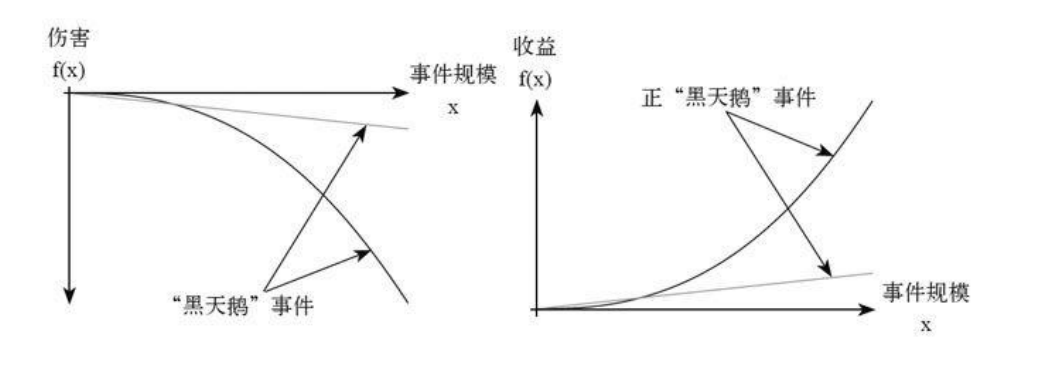 伤害
f(x)
事件规模
x
“黑天鹅”事件
收益
f(x)
正“黑天鹅”事件
事件规模
x